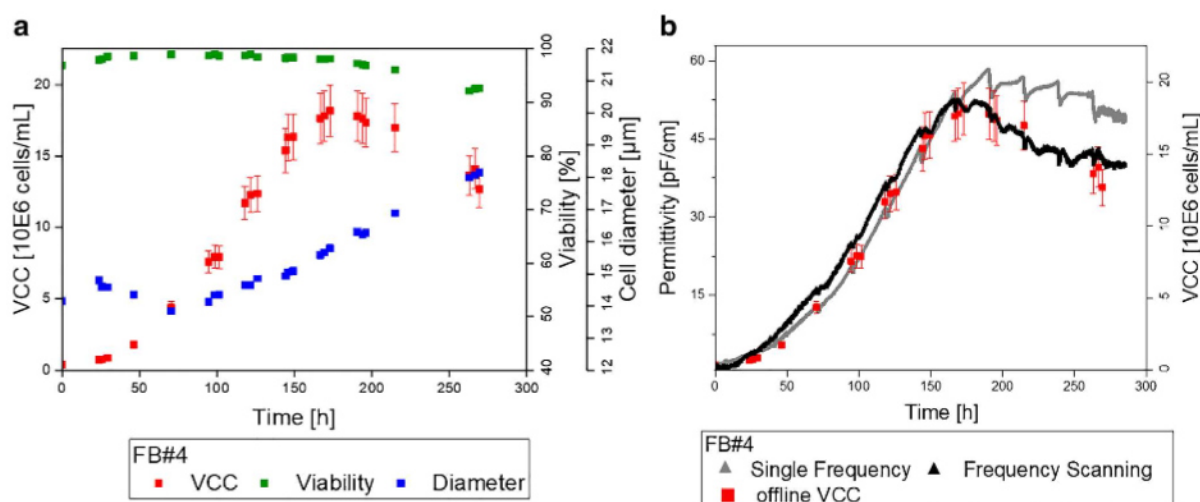 a
VCC [10E6 cells/mL]
20
15
10
5
0
100
90
80
70
60
50
40
Viability [%]
22
21
20
19
18
17
16
15
14
13
12
Cell diameter [µm]
0 50 100 150 200 250 300
Time [h]
FB#4
VCC Viability Diameter
b
Permittivity [pF/cm]
60
45
30
15
20
15
10
5
0
VCC [10E6 cells/mL]
0 50 100 150 200 250 300
Time [h]
FB#4
Single Frequency Frequency Scanning
offline VCC